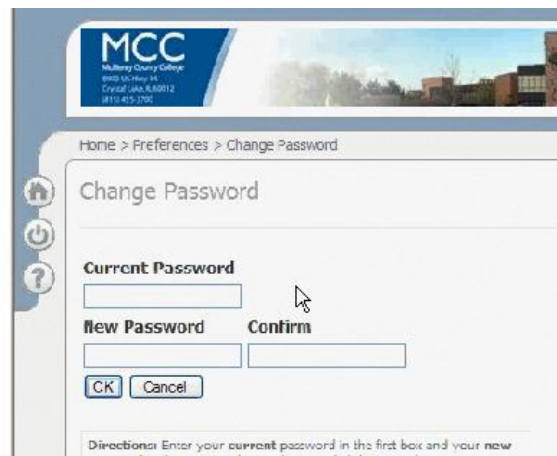 MCC
McHenry County College
8900 US Hwy 14
Crystal Lake, IL 60012
(815) 455-3700
Home > Preferences > Change Password
Change Password
Current Password
New Password Confirm
OK Cancel
Directions: Enter your current password in the first box and your new